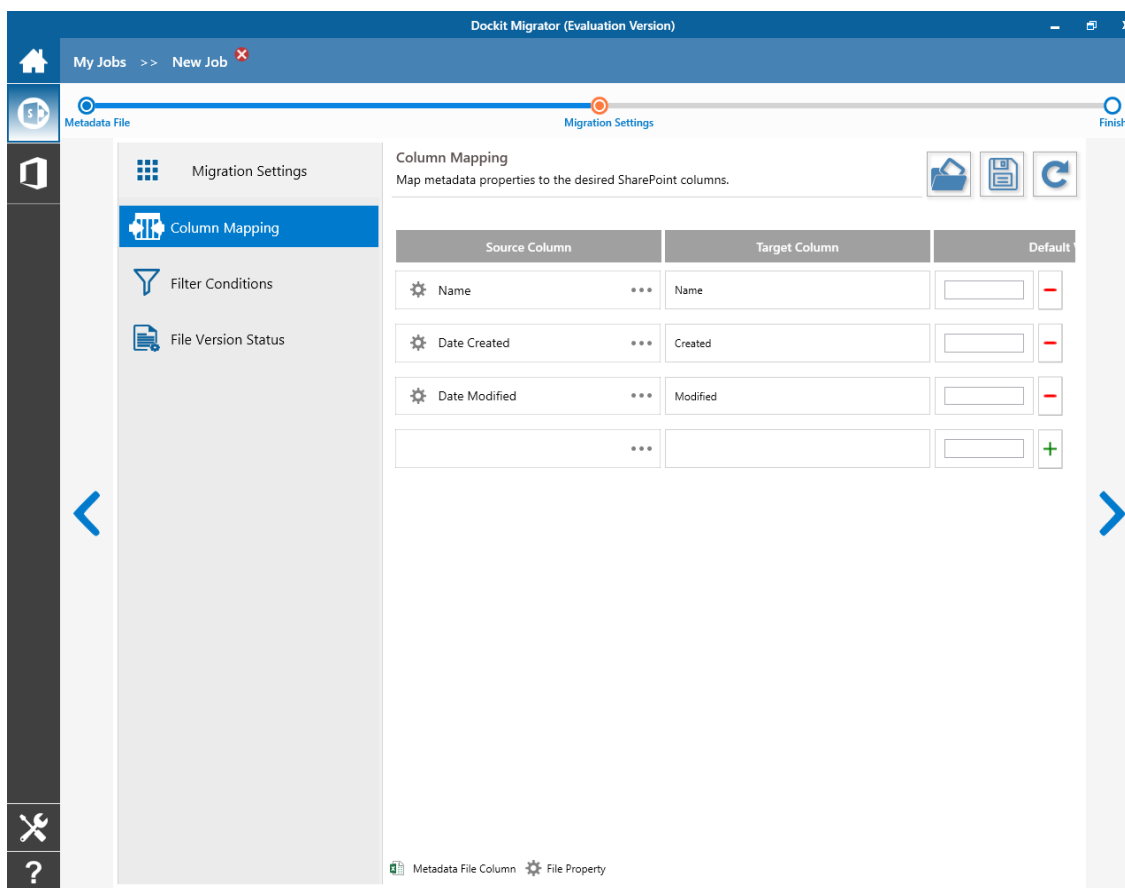 Dockit Migrator (Evaluation Version)
My Jobs >> New Job
Metadata File
Migration Settings
Finish
Migration Settings
Column Mapping
Filter Conditions
File Version Status
Column Mapping
Map metadata properties to the desired SharePoint columns.
Source Column Target Column Default
Name Name
Date Created Created
Date Modified Modified
Metadata File Column File Property